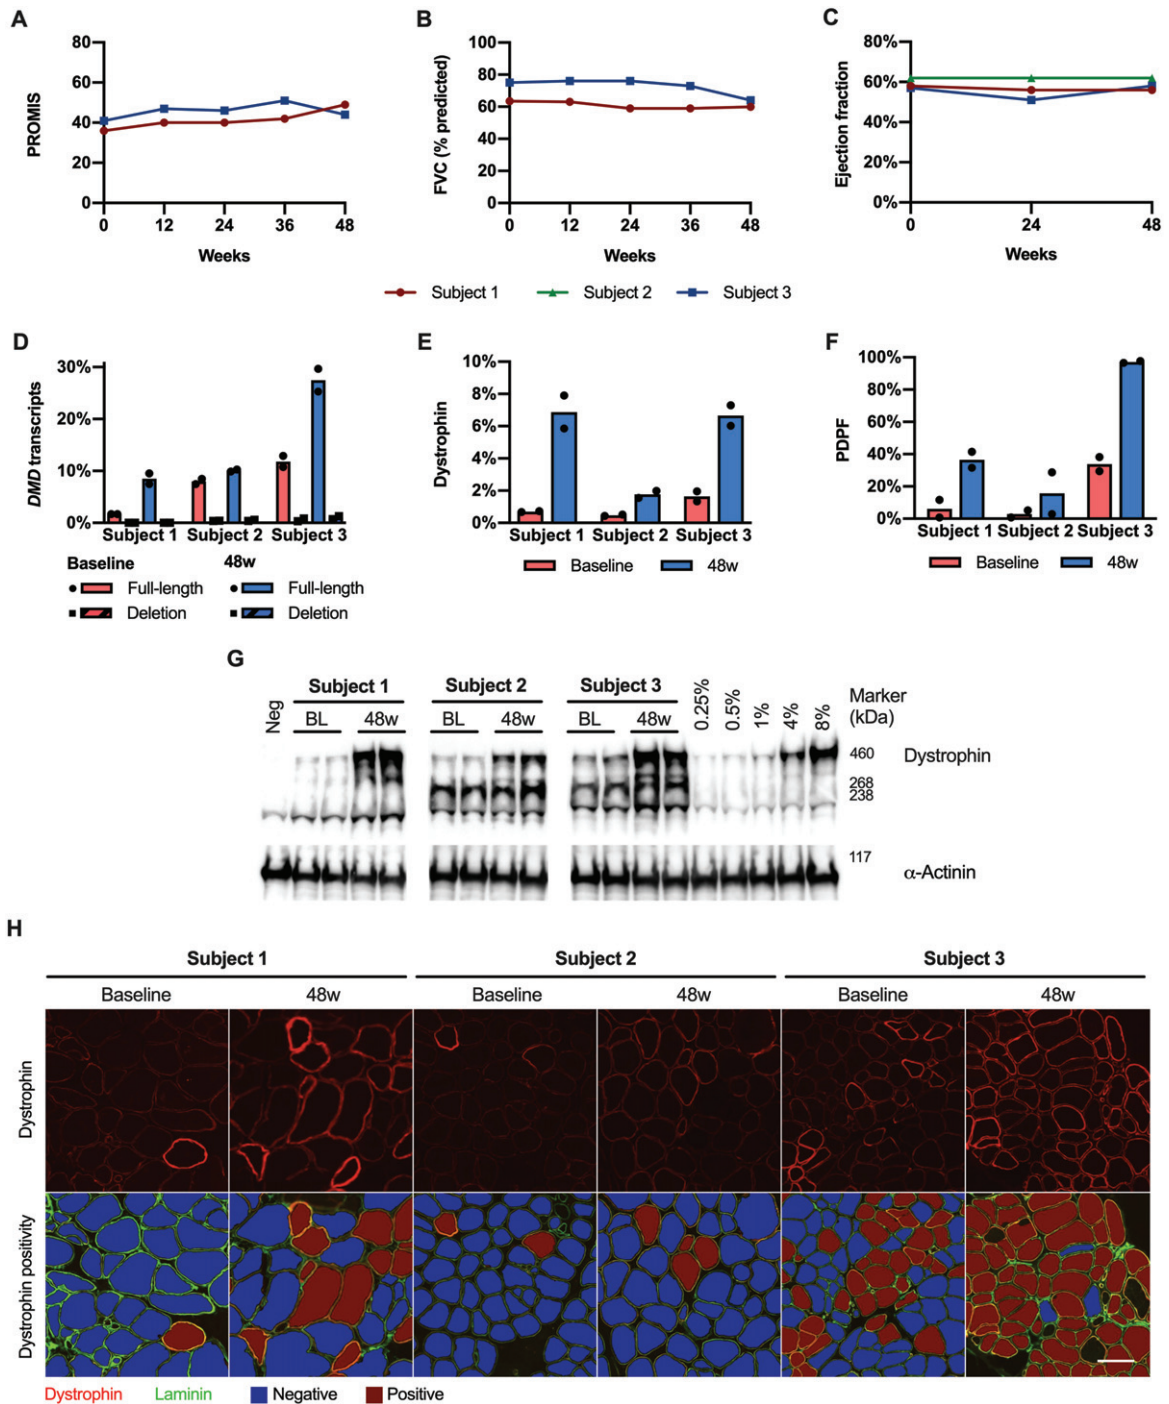 A
B
C
80
60
40
20
0
PROMIS
0 12 24 36 48
Weeks
100
80
60
40
20
0
FVC (% predicted)
0 12 24 36 48
Weeks
80%
60%
40%
20%
0%
Ejection fraction
0 24 48
Weeks
Subject 1 Subject 2 Subject 3
D
E
F
30%
20%
10%
0%
DMD transcripts
Subject 1 Subject 2 Subject 3
Baseline 48w
Full-length Full-length
Deletion Deletion
10%
8%
6%
4%
2%
0%
Dystrophin
Subject 1 Subject 2 Subject 3
Baseline 48w
100%
80%
60%
40%
20%
0%
PDPF
Subject 1 Subject 2 Subject 3
Baseline 48w
G
Neg
Subject 1 Subject 2 Subject 3
BL 48w BL 48w BL 48w
0.25% 0.5% 1% 4% 8%
Marker
(kDa)
460 Dystrophin
268
238
117
α-Actinin
H
Subject 1 Subject 2 Subject 3
Baseline 48w Baseline 48w Baseline 48w
Dystrophin
Dystrophin positivity
Dystrophin Laminin Negative Positive